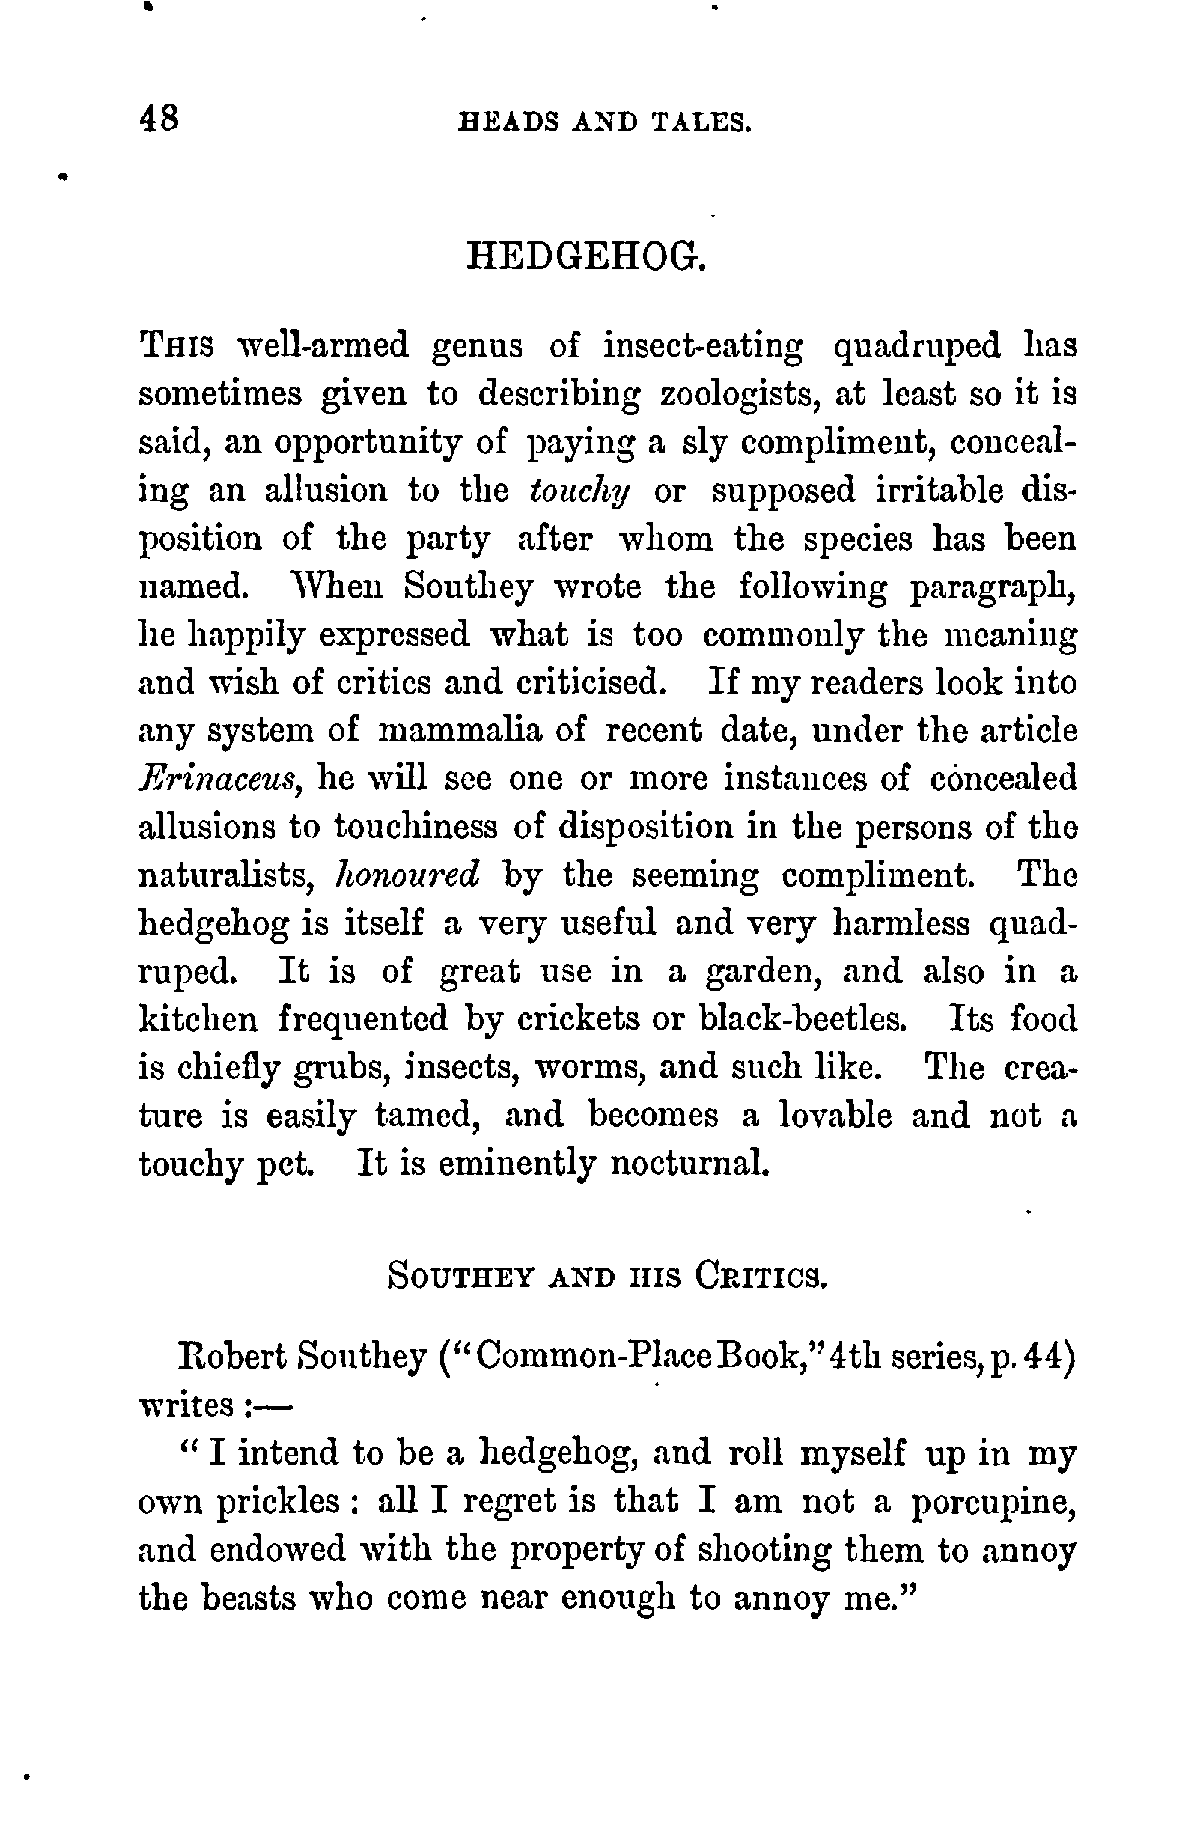 48 HEADS AND TALES.
HEDGEHOG.
THIS well-armed genus of insect-eating quadruped has
sometimes given to describing zoologists, at least so it is
said, an opportunity of paying a sly compliment, conceal-
ing an allusion to the touchy or supposed irritable dis-
position of the party after whom the species has been
named. When Southey wrote the following paragraph,
he happily expressed what is too commonly the meaning
and wish of critics and criticised. If my readers look into
any system of mammalia of recent date, under the article
Erinaceus, he will see one or more instances of concealed
allusions to touchiness of disposition in the persons of the
naturalists, honoured by the seeming compliment. The
hedgehog is itself a very useful and very harmless quad-
ruped. It is of great use in a garden, and also in a
kitchen frequented by crickets or black-beetles. Its food
is chiefly grubs, insects, worms, and such like. The crea-
ture is easily tamed, and becomes a lovable and not a
touchy pet. It is eminently nocturnal.
SOUTHEY AND HIS CRITICS.
Robert Southey ("Common-Place Book," 4th series, p. 44)
writes :—
"I intend to be a hedgehog, and roll myself up in my
own prickles : all I regret is that I am not a porcupine,
and endowed with the property of shooting them to annoy
the beasts who come near enough to annoy me."